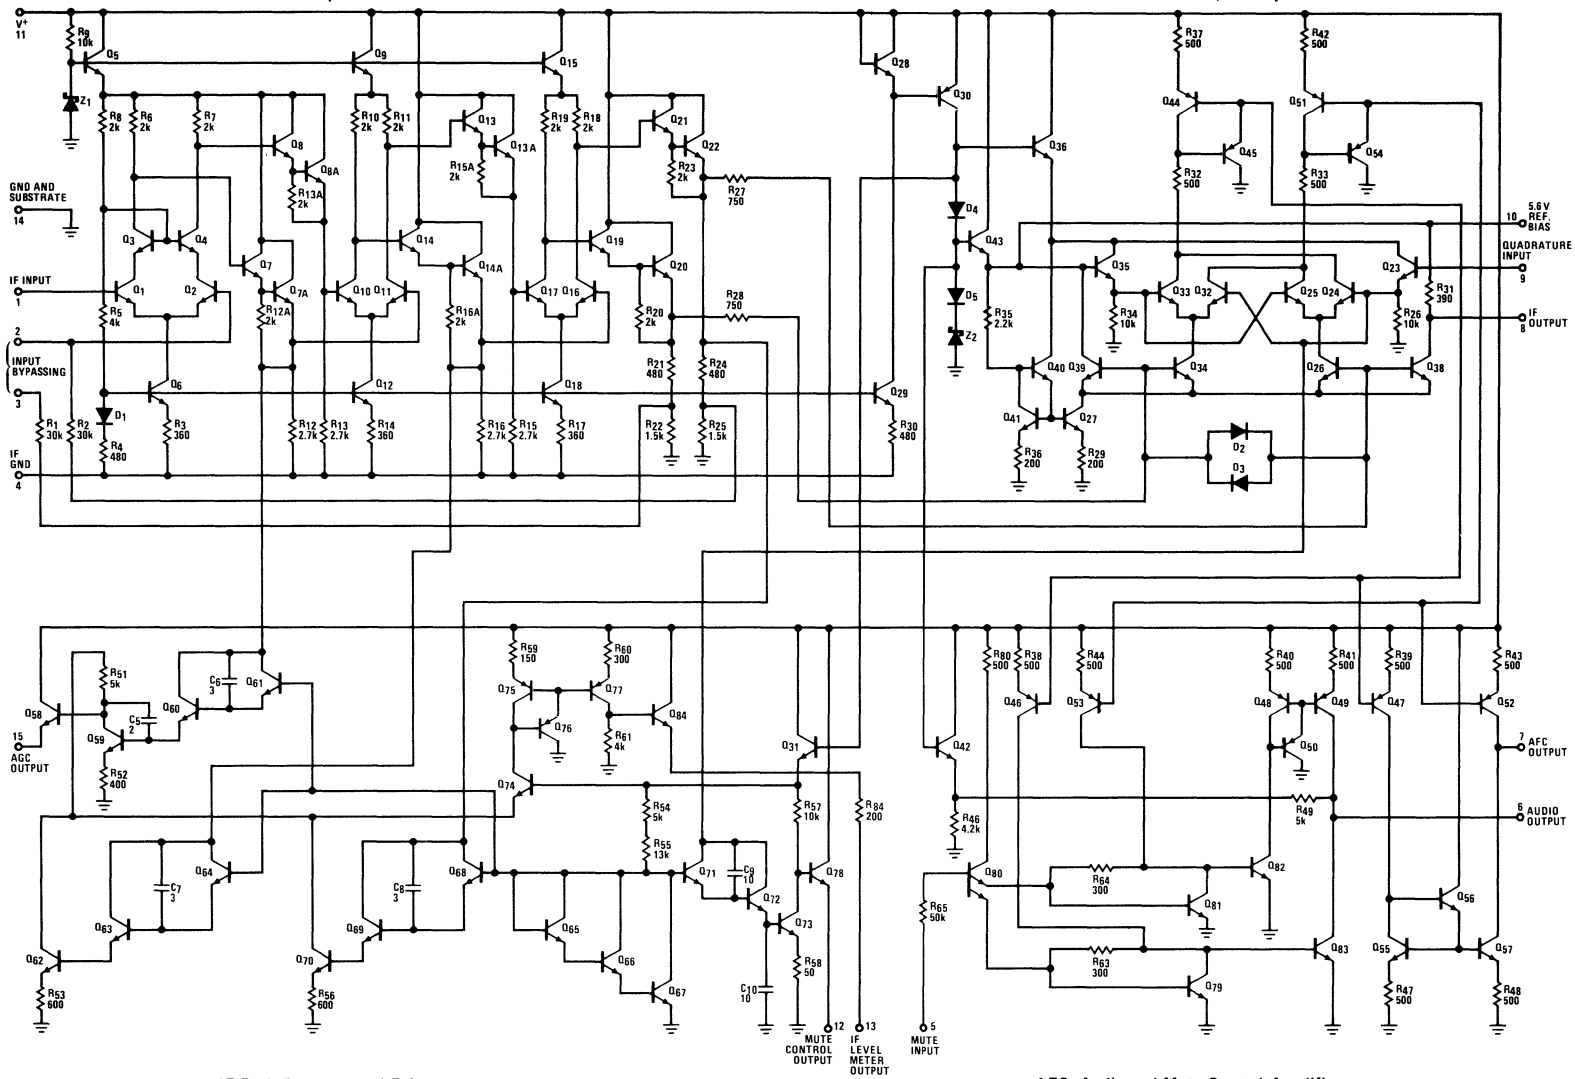 V+
11
R9
10k
Q5
Z1
R8
2k
R6
2k
R7
2k
Q8
Q8A
R13A
2k
Q9
R10
2k
R11
2k
Q13
Q13A
R15A
2k
Q15
R19
2k
R18
2k
Q21
Q22
R23
2k
R27
750
Q28
Q30
Q36
R37
500
R42
500
Q44
Q51
Q45
Q54
R32
500
R33
500
GND AND
SUBSTRATE
14
Q3
Q4
Q7
Q14
Q14A
Q19
Q20
D4
Q43
Q35
Q23
5.6V
10 REF.
BIAS
QUADRATURE
INPUT
9
IF INPUT
1
Q1
Q2
Q7A
Q10
Q11
Q17
Q16
R28
750
D5
Q33
Q32
Q25
Q24
R31
390
R5
4k
R12A
2k
R16A
2k
R20
2k
Z2
R35
2.2k
R34
10k
R26
10k
IF
OUTPUT
8
2
INPUT
BYPASSING
3
R21
480
R24
480
Q40
Q39
Q34
Q26
Q38
Q6
Q12
Q18
Q29
D1
Q41
Q27
R1
30k
R2
30k
R4
480
R3
360
R12
2.7k
R13
2.7k
R14
360
R16
2.7k
R15
2.7k
R17
360
R22
1.5k
R25
1.5k
R30
480
R36
200
R29
200
D2
D3
IF
GND
4
R51
5k
C6
3
Q61
R59
150
R60
300
R80
500
R38
500
R44
500
R40
500
R41
500
R39
500
R43
500
Q58
C5
2
Q60
Q75
Q77
Q84
Q46
Q53
Q48
Q49
Q47
Q52
15
AGC
OUTPUT
Q59
Q76
R61
4k
Q31
Q42
Q50
7 AFC
OUTPUT
R52
400
Q74
R54
5k
R57
10k
R84
200
R46
4.2k
R49
5k
6 AUDIO
OUTPUT
R55
13k
Q64
C7
3
Q68
C8
3
Q71
C9
10
Q72
Q78
Q80
R64
300
Q82
Q81
Q56
Q63
Q69
Q65
Q73
R65
50k
Q62
Q70
Q66
R58
50
R63
300
Q83
Q55
Q57
R53
600
R56
600
Q67
C10
10
Q79
R47
500
R48
500
12
MUTE
CONTROL
OUTPUT
13
IF
LEVEL
METER
OUTPUT
5
MUTE
INPUT